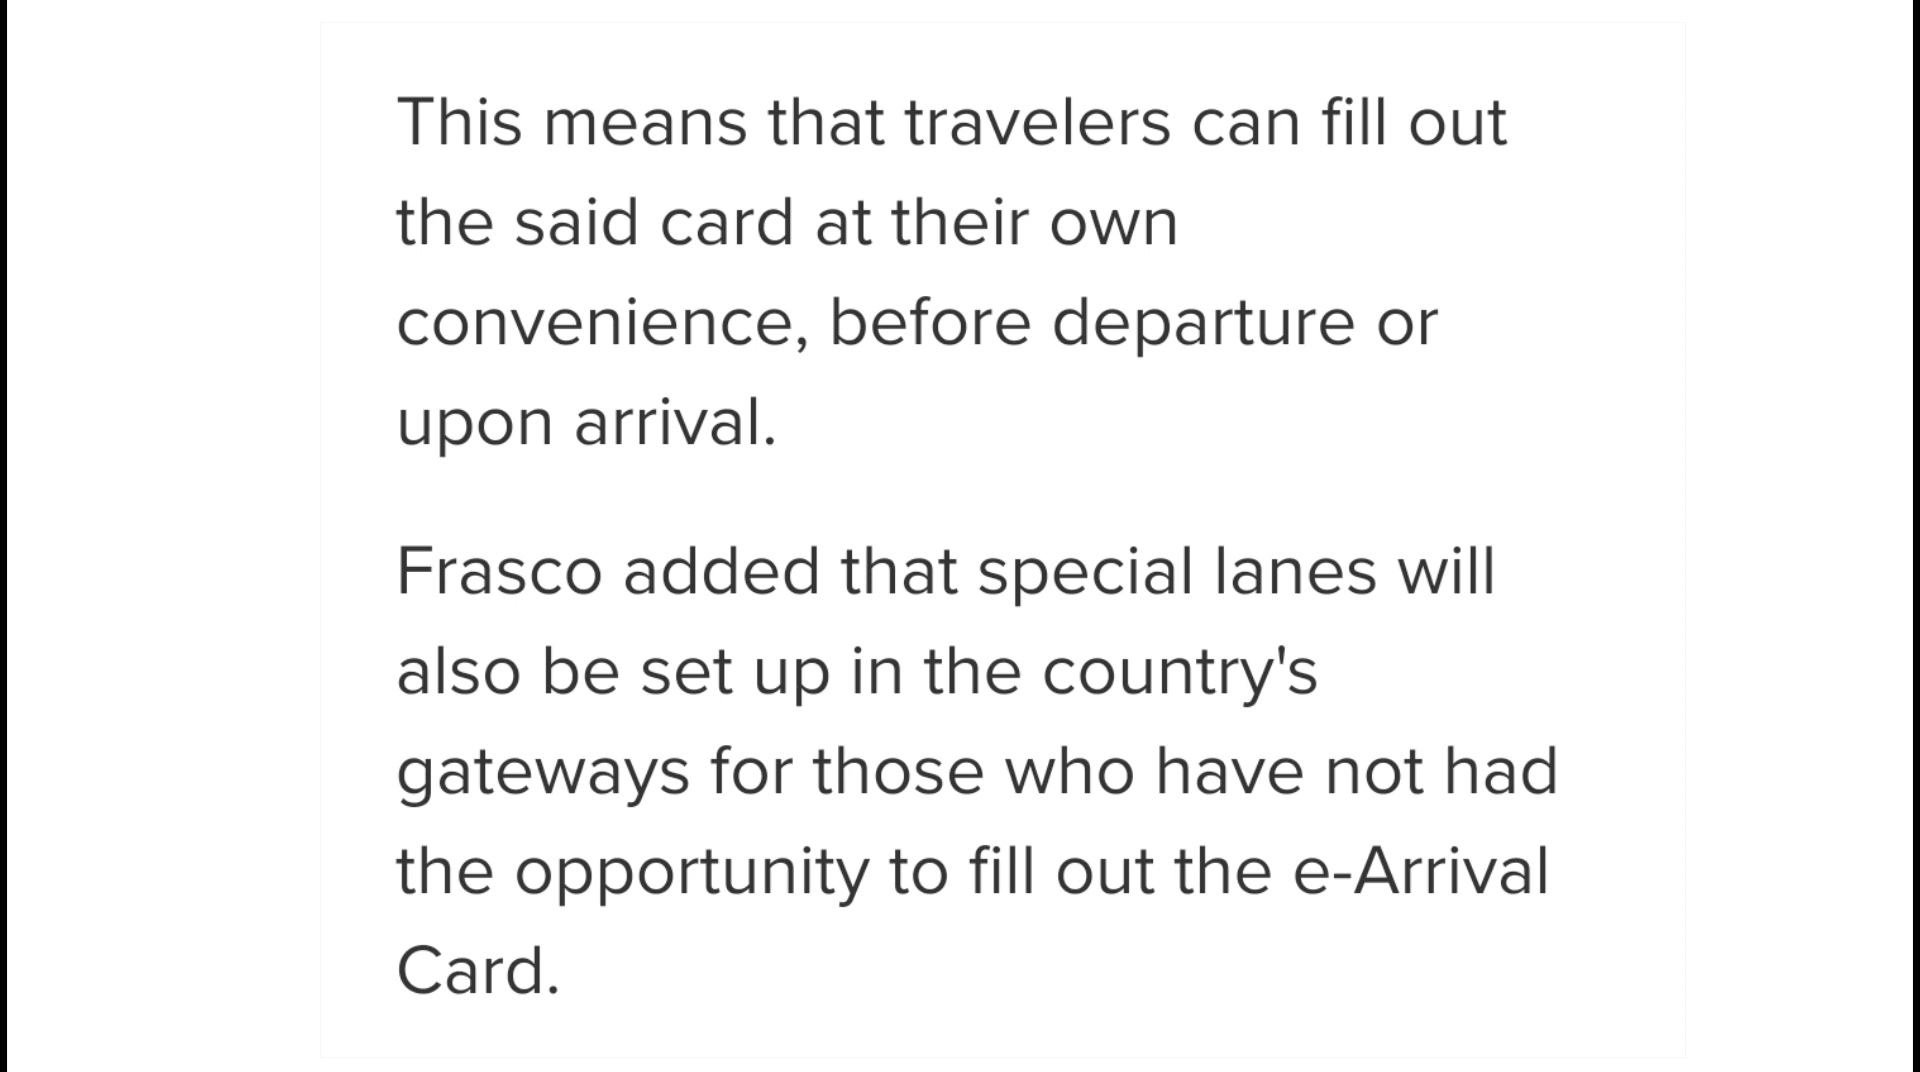 This means that travelers can fill out
the said card at their own
convenience, before departure or
upon arrival.
Frasco added that special lanes will
also be set up in the country's
gateways for those who have not had
the opportunity to fill out the e-Arrival
Card.